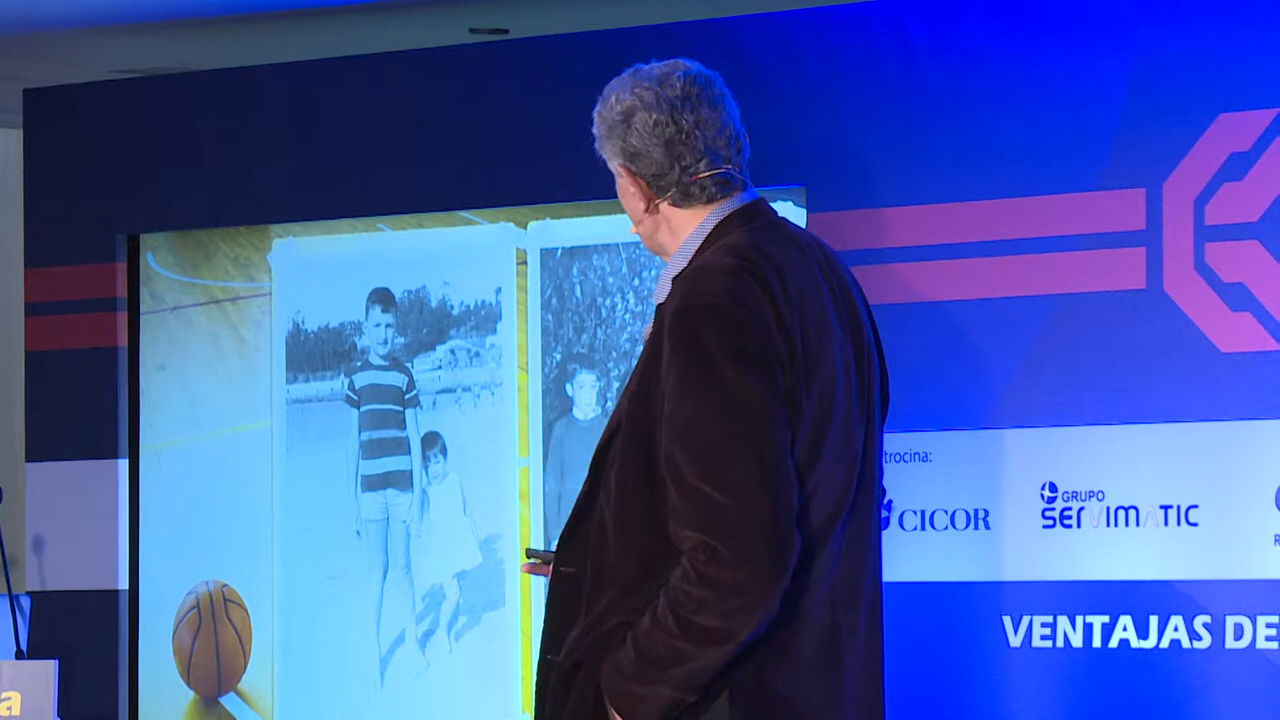 trocina:
CICOR
GRUPO
SERVIMATIC
R
VENTAJAS DE
a